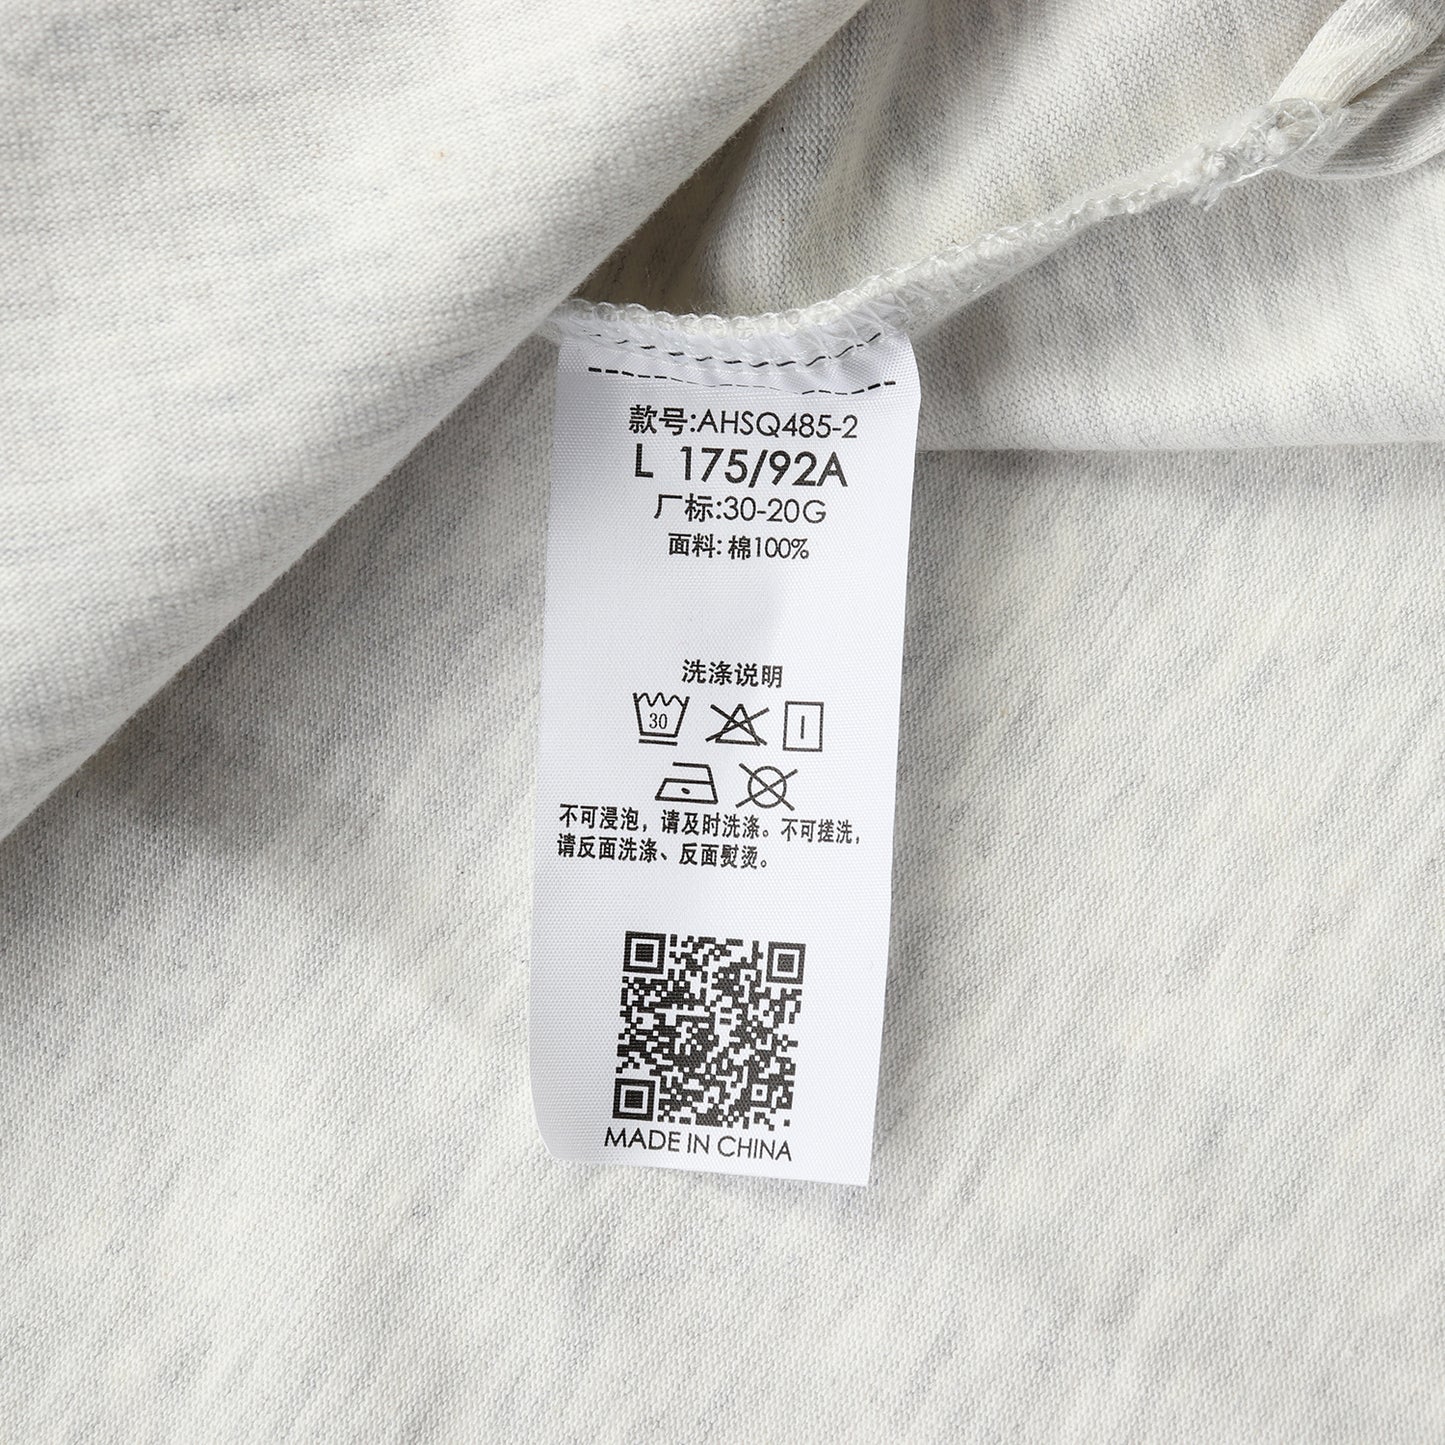 款号:AHSQ485-2
L 175/92A
厂标:30-20G
面料: 棉100%
洗涤说明
30
不可浸泡，请及时洗涤。不可搓洗，
请反面洗涤、反面熨烫。
MADE IN CHINA